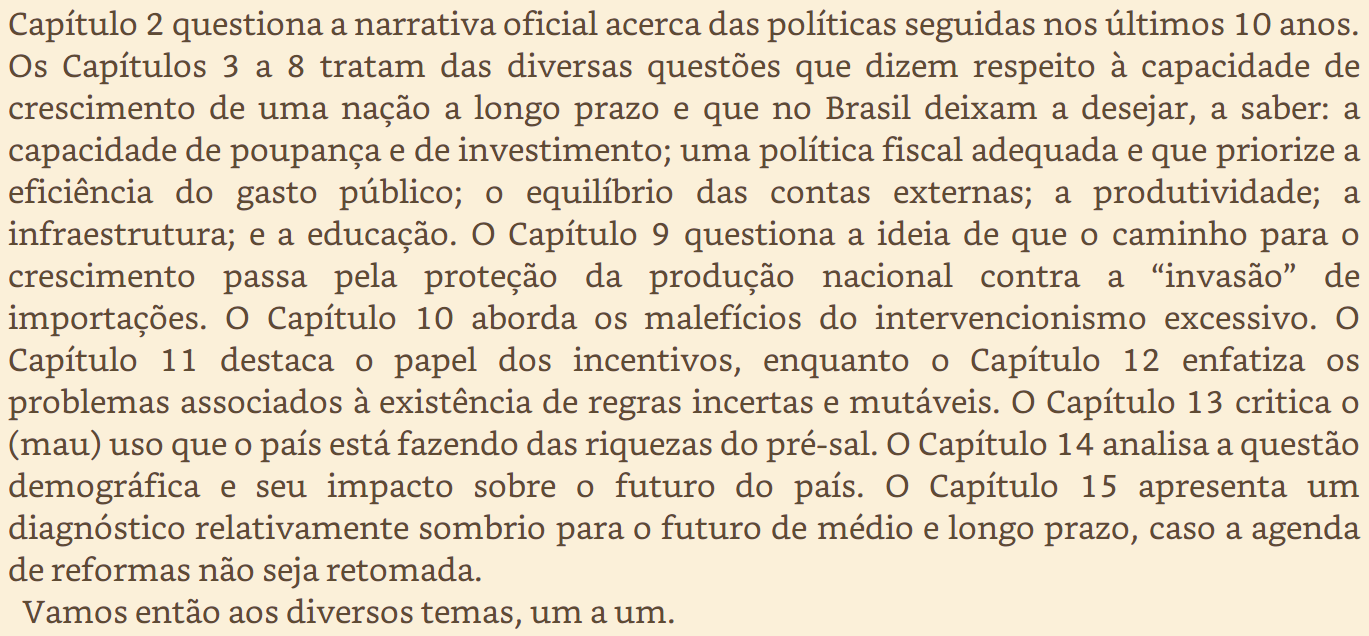 Capítulo 2 questiona a narrativa oficial acerca das políticas seguidas nos últimos 10 anos.
Os Capítulos 3 a 8 tratam das diversas questões que dizem respeito à capacidade de
crescimento de uma nação a longo prazo e que no Brasil deixam a desejar, a saber: a
capacidade de poupança e de investimento; uma política fiscal adequada e que priorize a
eficiência do gasto público; o equilíbrio das contas externas; a produtividade; a
infraestrutura; e a educação. O Capítulo 9 questiona a ideia de que o caminho para o
crescimento passa pela proteção da produção nacional contra a “invasão” de
importações. O Capítulo 10 aborda os malefícios do intervencionismo excessivo. O
Capítulo 11 destaca o papel dos incentivos, enquanto o Capítulo 12 enfatiza os
problemas associados à existência de regras incertas e mutáveis. O Capítulo 13 critica o
(mau) uso que o país está fazendo das riquezas do pré-sal. O Capítulo 14 analisa a questão
demográfica e seu impacto sobre o futuro do país. O Capítulo 15 apresenta um
diagnóstico relativamente sombrio para o futuro de médio e longo prazo, caso a agenda
de reformas não seja retomada.
Vamos então aos diversos temas, um a um.